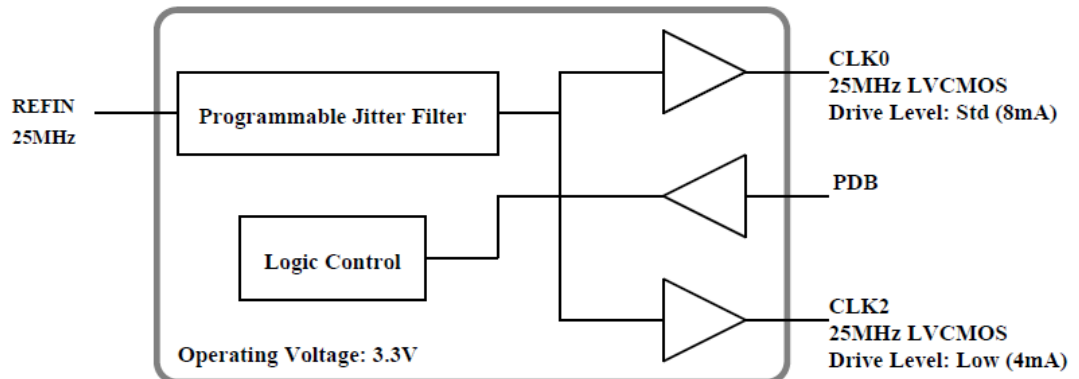 REFIN
25MHz
Programmable Jitter Filter
Logic Control
Operating Voltage: 3.3V
CLK0
25MHz LVCMOS
Drive Level: Std (8mA)
PDB
CLK2
25MHz LVCMOS
Drive Level: Low (4mA)